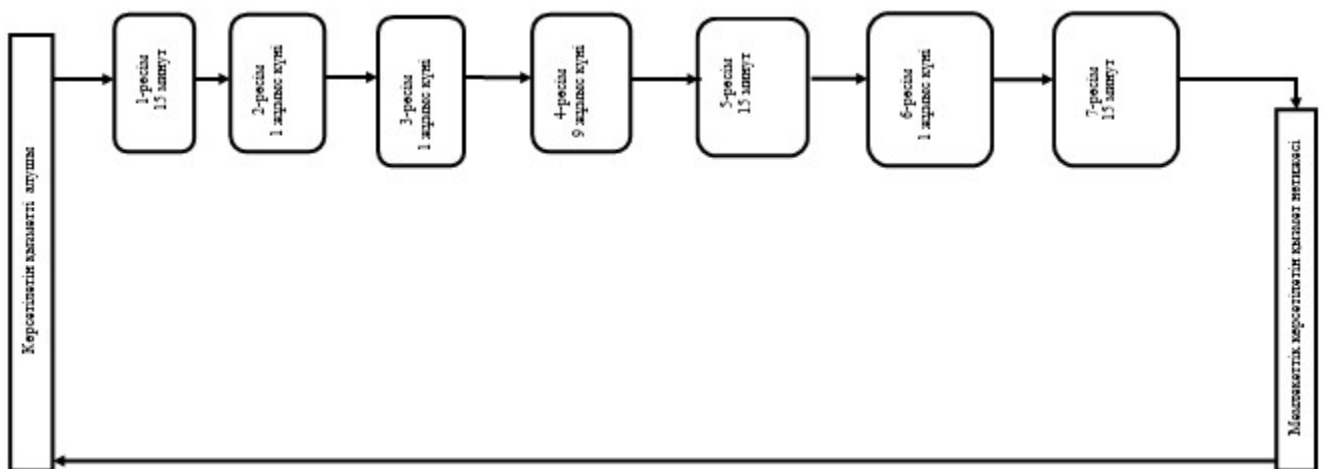 Көрсетілетін қызметті алушы
1-рәсім
15 минут
2-рәсім
1 жұмыс күні
3-рәсім
1 жұмыс күні
4-рәсім
9 жұмыс күні
5-рәсім
15 минут
6-рәсім
1 жұмыс күні
7-рәсім
15 минут
Мемлекеттік көрсетілетін қызмет нәтижесі